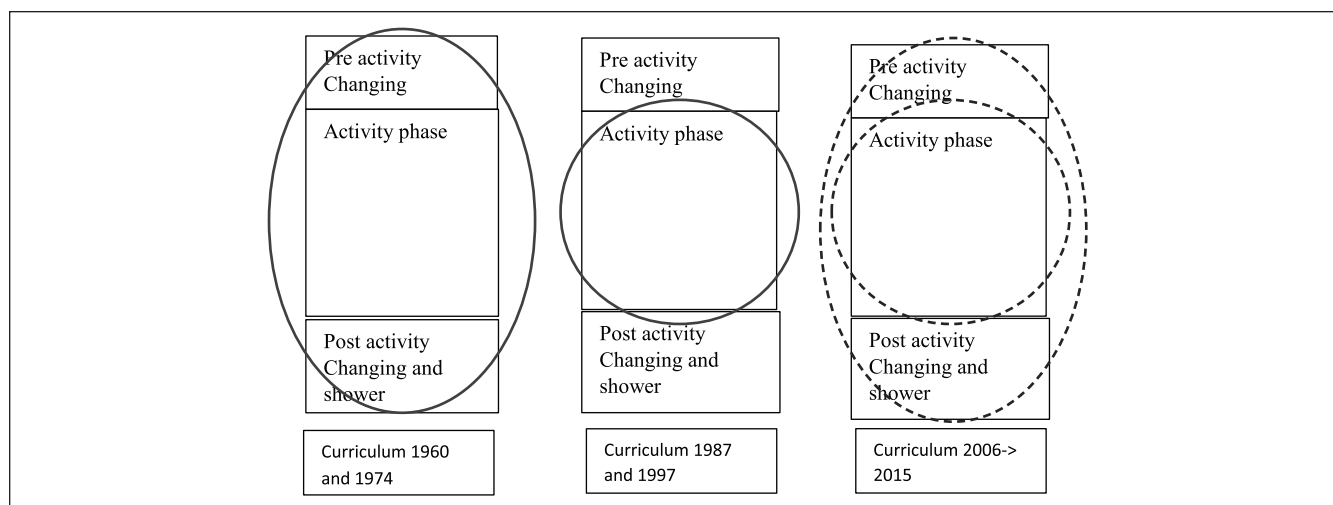 Pre activity
Changing
Activity phase
Post activity
Changing and
shower
Curriculum 1960
and 1974
Pre activity
Changing
Activity phase
Post activity
Changing and
shower
Curriculum 1987
and 1997
Pre activity
Changing
Activity phase
Post activity
Changing and
shower
Curriculum 2006->
2015